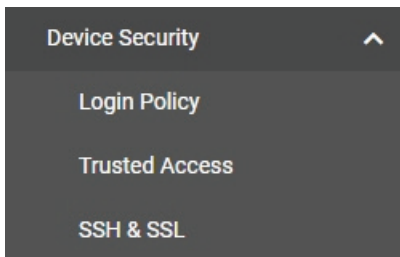 Device Security
Login Policy
Trusted Access
SSH & SSL